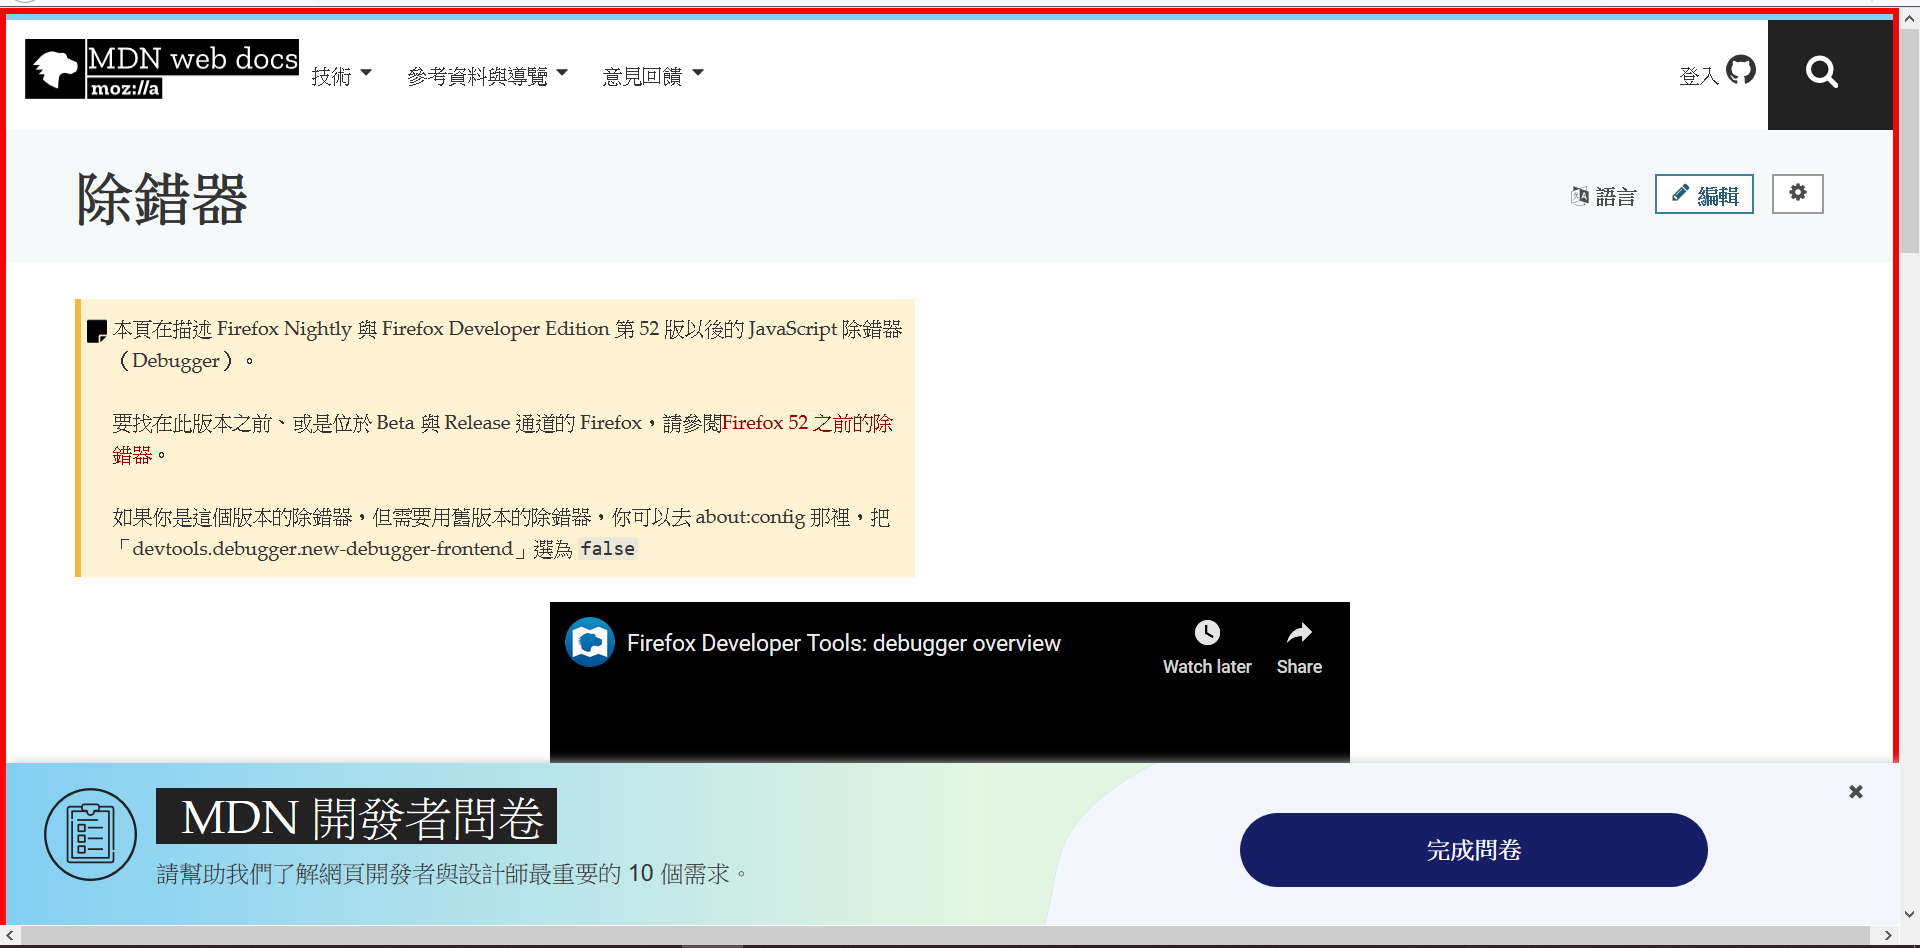 MDN web docs
moz://a
技術
參考資料與導覽
意見回饋
登入
除錯器
語言
編輯
本頁在描述 Firefox Nightly 與 Firefox Developer Edition 第 52 版以後的 JavaScript 除錯器
（Debugger）。
要找在此版本之前、或是位於 Beta 與 Release 通道的 Firefox，請參閱Firefox 52 之前的除
錯器。
如果你是這個版本的除錯器，但需要用舊版本的除錯器，你可以去 about:config 那裡，把
「devtools.debugger.new-debugger-frontend」選為 false
Firefox Developer Tools: debugger overview
Watch later
Share
MDN 開發者問卷
請幫助我們了解網頁開發者與設計師最重要的 10 個需求。
完成問卷